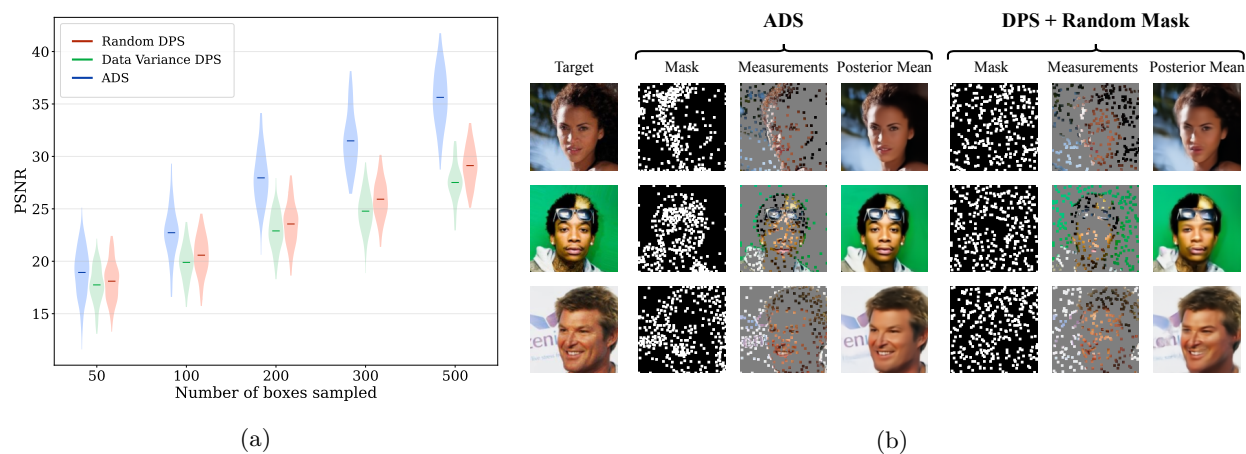 40
35
30
25
20
15
PSNR
Random DPS
Data Variance DPS
ADS
50 100 200 300 500
Number of boxes sampled
(a)
ADS DPS + Random Mask
Target Mask Measurements Posterior Mean Mask Measurements Posterior Mean
(b)